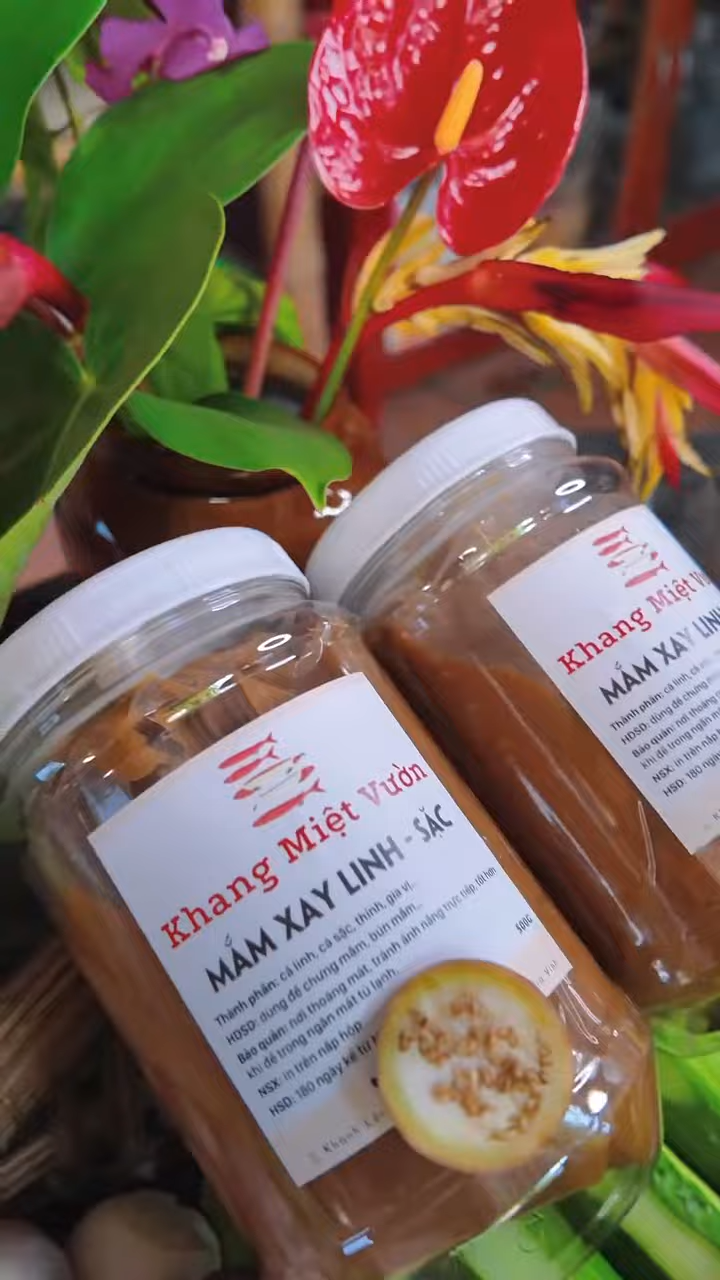 Khang Miệt Vườn
MẮM XAY LINH - SẶC
Thành phần: cá linh, cá sặc, thính, gia vị...
HDSD: dùng để chưng mắm, bún mắm...
Bảo quản: nơi thoáng mát, tránh ánh nắng trực tiếp, tốt hơn
khi để trong ngăn mát tủ lạnh.
NSX: in trên nắp hộp
HSD: 180 ngày kể từ
500G
Khang Miệt
MẮM XAY LINH
Thành phần: cá linh, cá
HDSD: dùng để chưng
Bảo quản: nơi thoáng
khi để trong ngăn
NSX: in trên nắp
HSD: 180 ngày